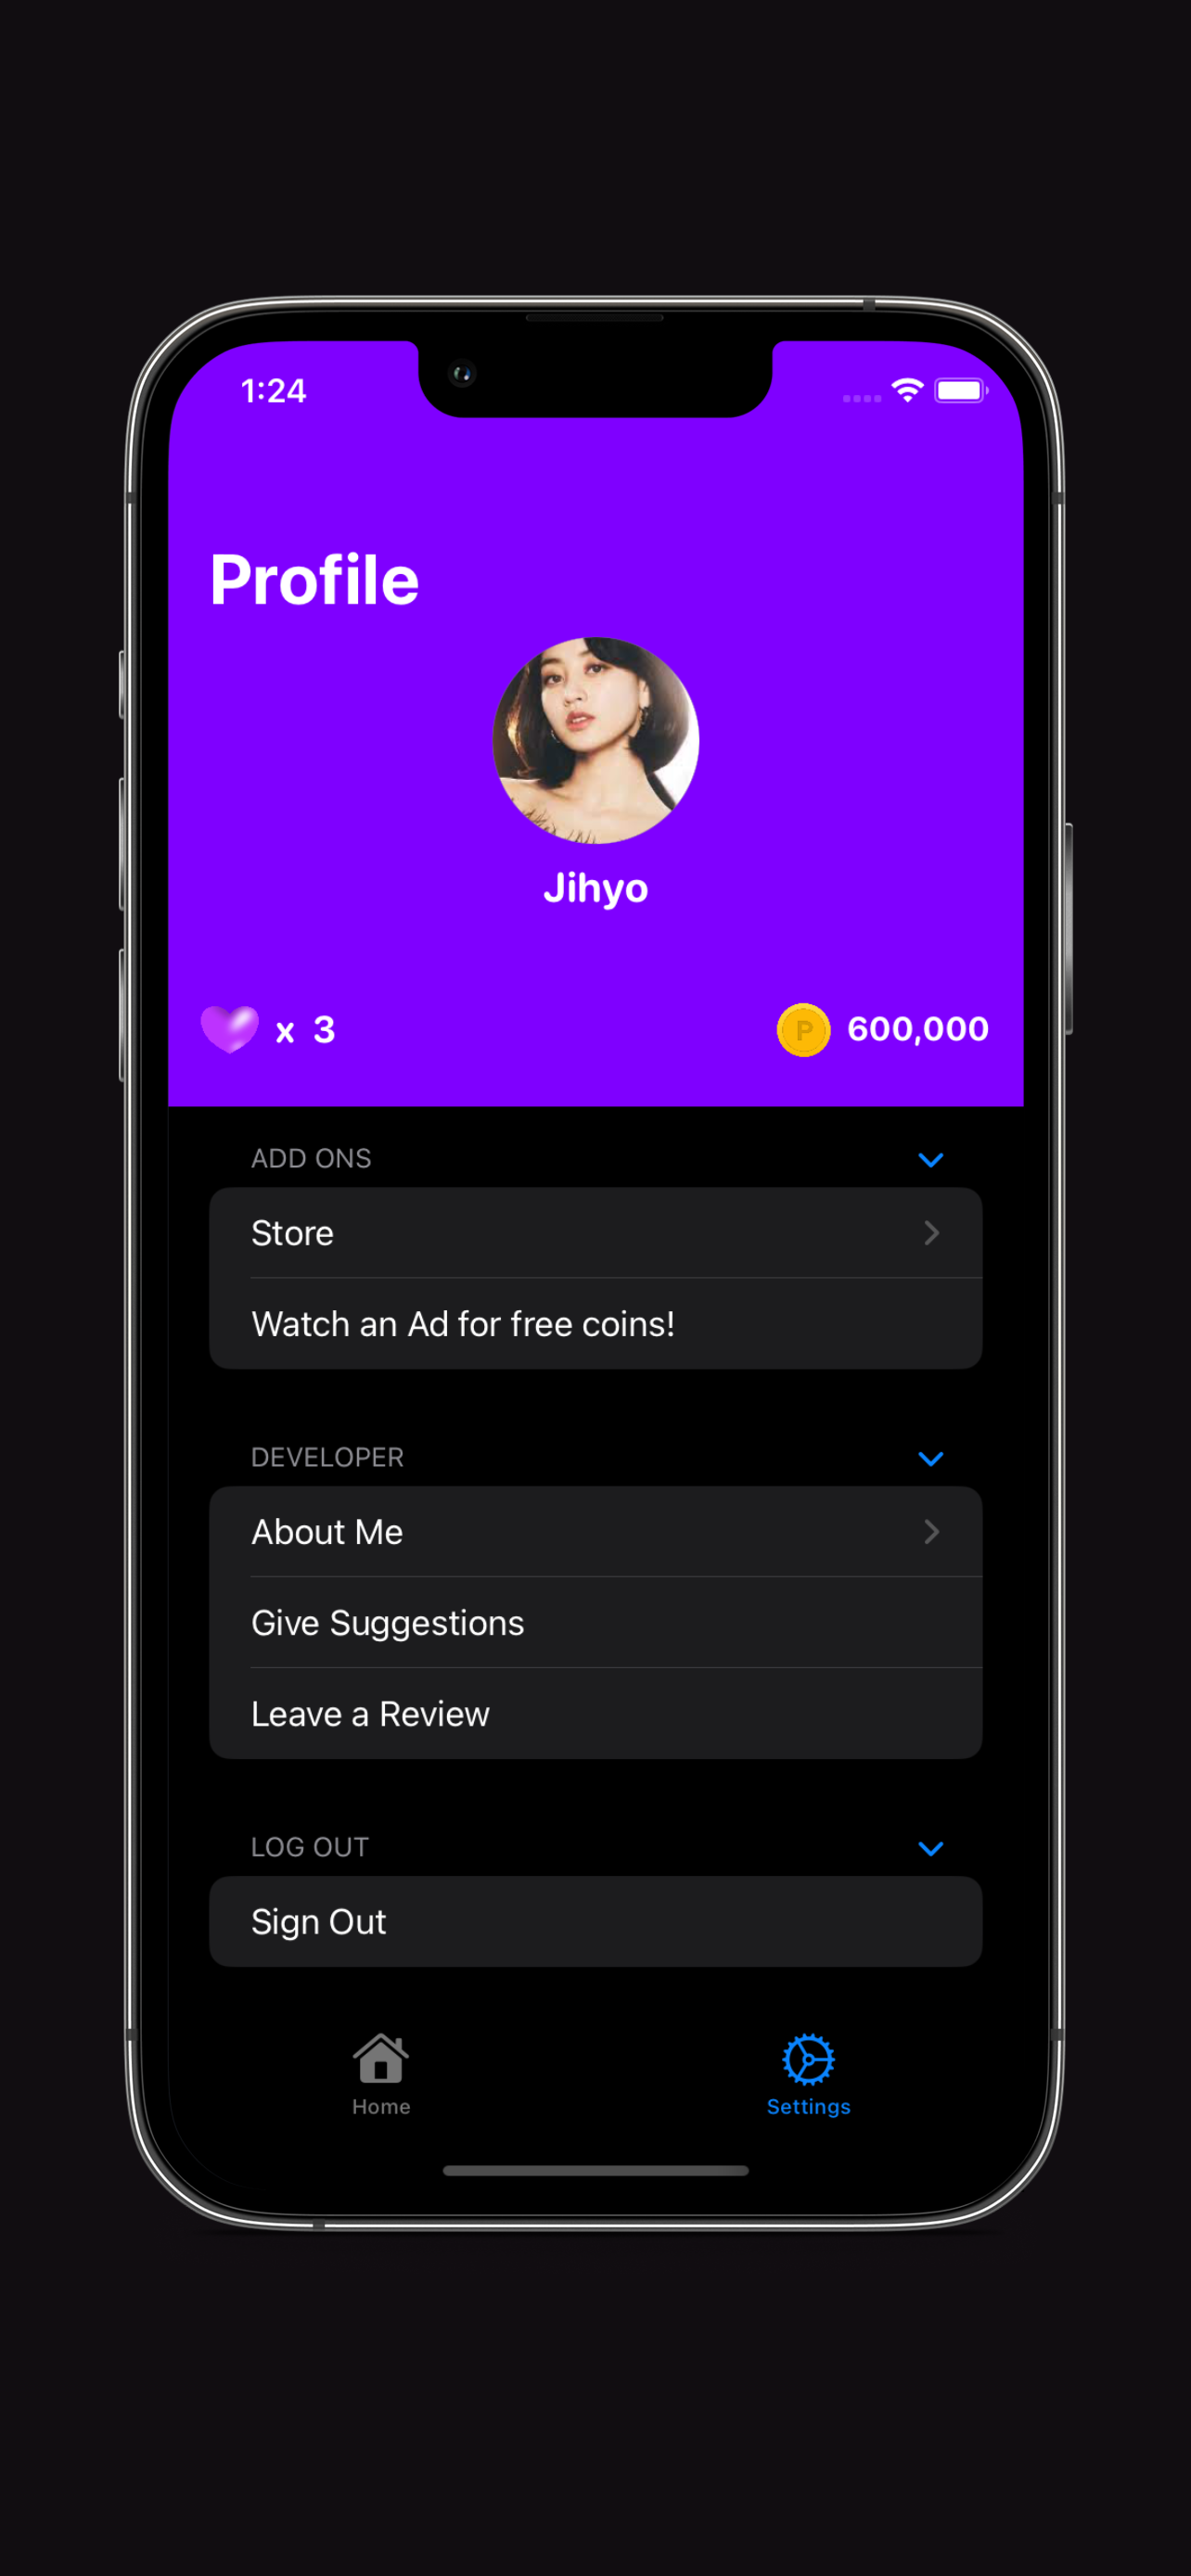 1:24
Profile
Jihyo
x 3
P 600,000
ADD ONS
Store
Watch an Ad for free coins!
DEVELOPER
About Me
Give Suggestions
Leave a Review
LOG OUT
Sign Out
Home
Settings